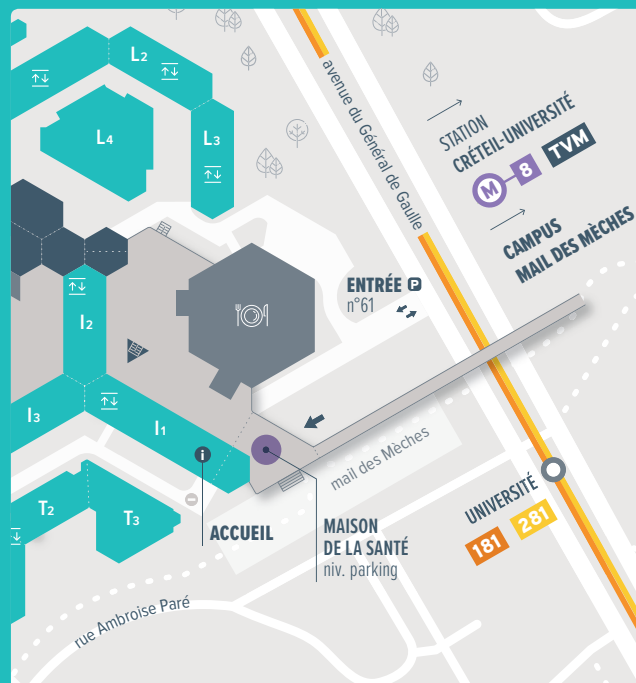 L2
L4
L3
avenue du Général de Gaulle
STATION
CRÉTEIL-UNIVERSITÉ
M 8 TVM
CAMPUS
MAIL DES MÈCHES
ENTRÉE P
n°61
I2
I3
I1
i
ACCUEIL
MAISON
DE LA SANTÉ
niv. parking
mail des Mèches
UNIVERSITÉ
181 281
T2
T3
rue Ambroise Paré